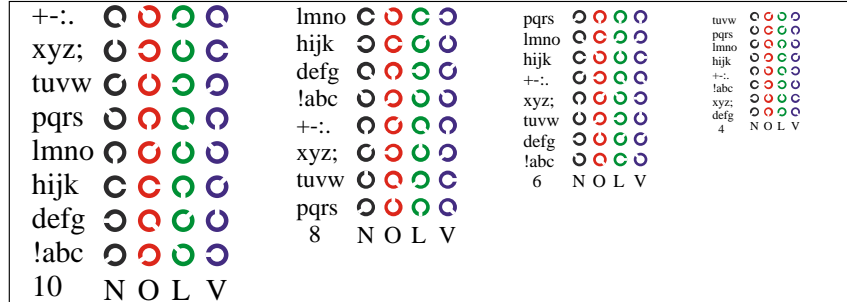 +-:.
xyz;
tuvw
pqrs
lmno
hijk
defg
!abc
10 N O L V
lmno
hijk
defg
!abc
+-:.
xyz;
tuvw
pqrs
8 N O L V
pqrs
lmno
hijk
+-:.
xyz;
tuvw
defg
!abc
6 N O L V
tuvw
pqrs
lmno
hijk
+-:.
!abc
xyz;
defg
4 N O L V